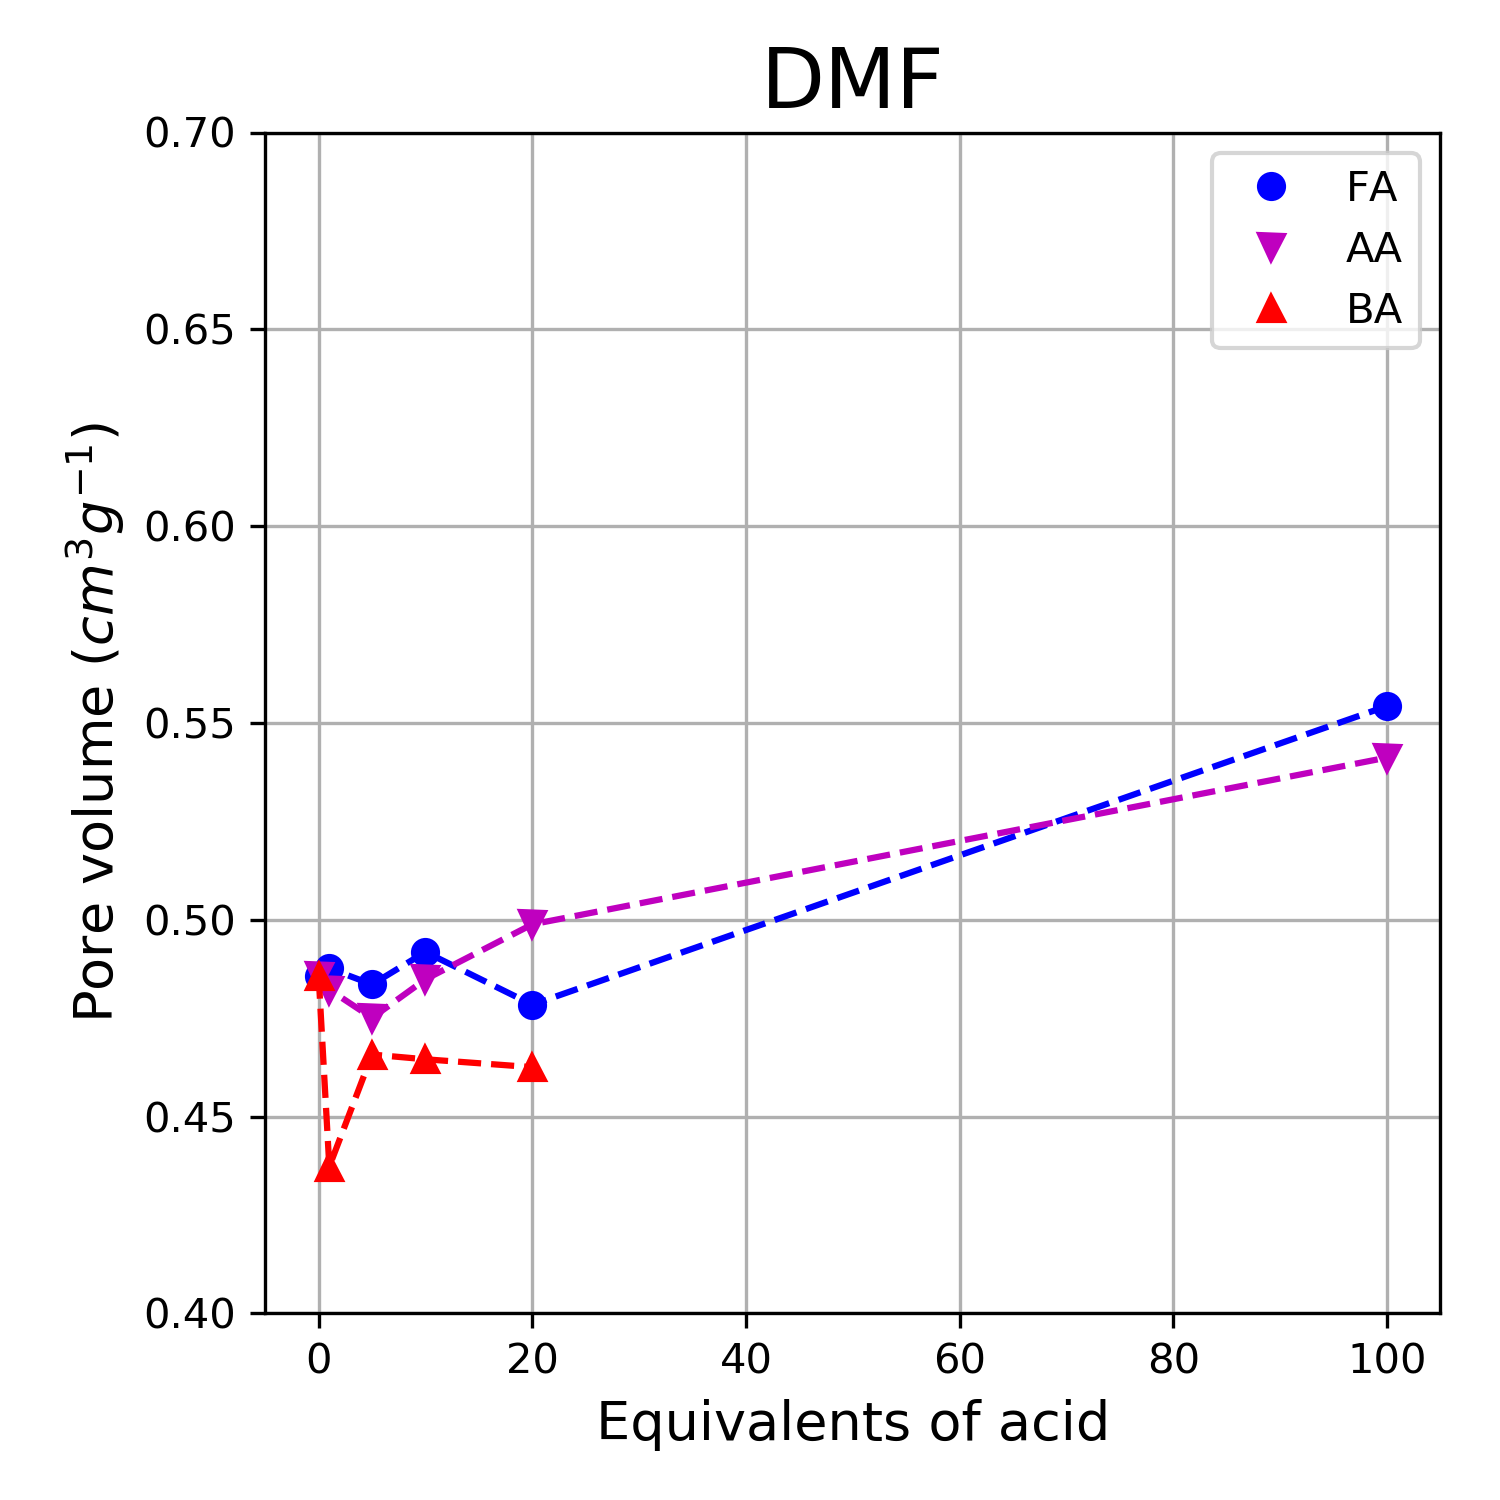 DMF
0.70
0.65
0.60
0.55
0.50
0.45
0.40
Pore volume (cm³g⁻¹)
0 20 40 60 80 100
Equivalents of acid
FA
AA
BA